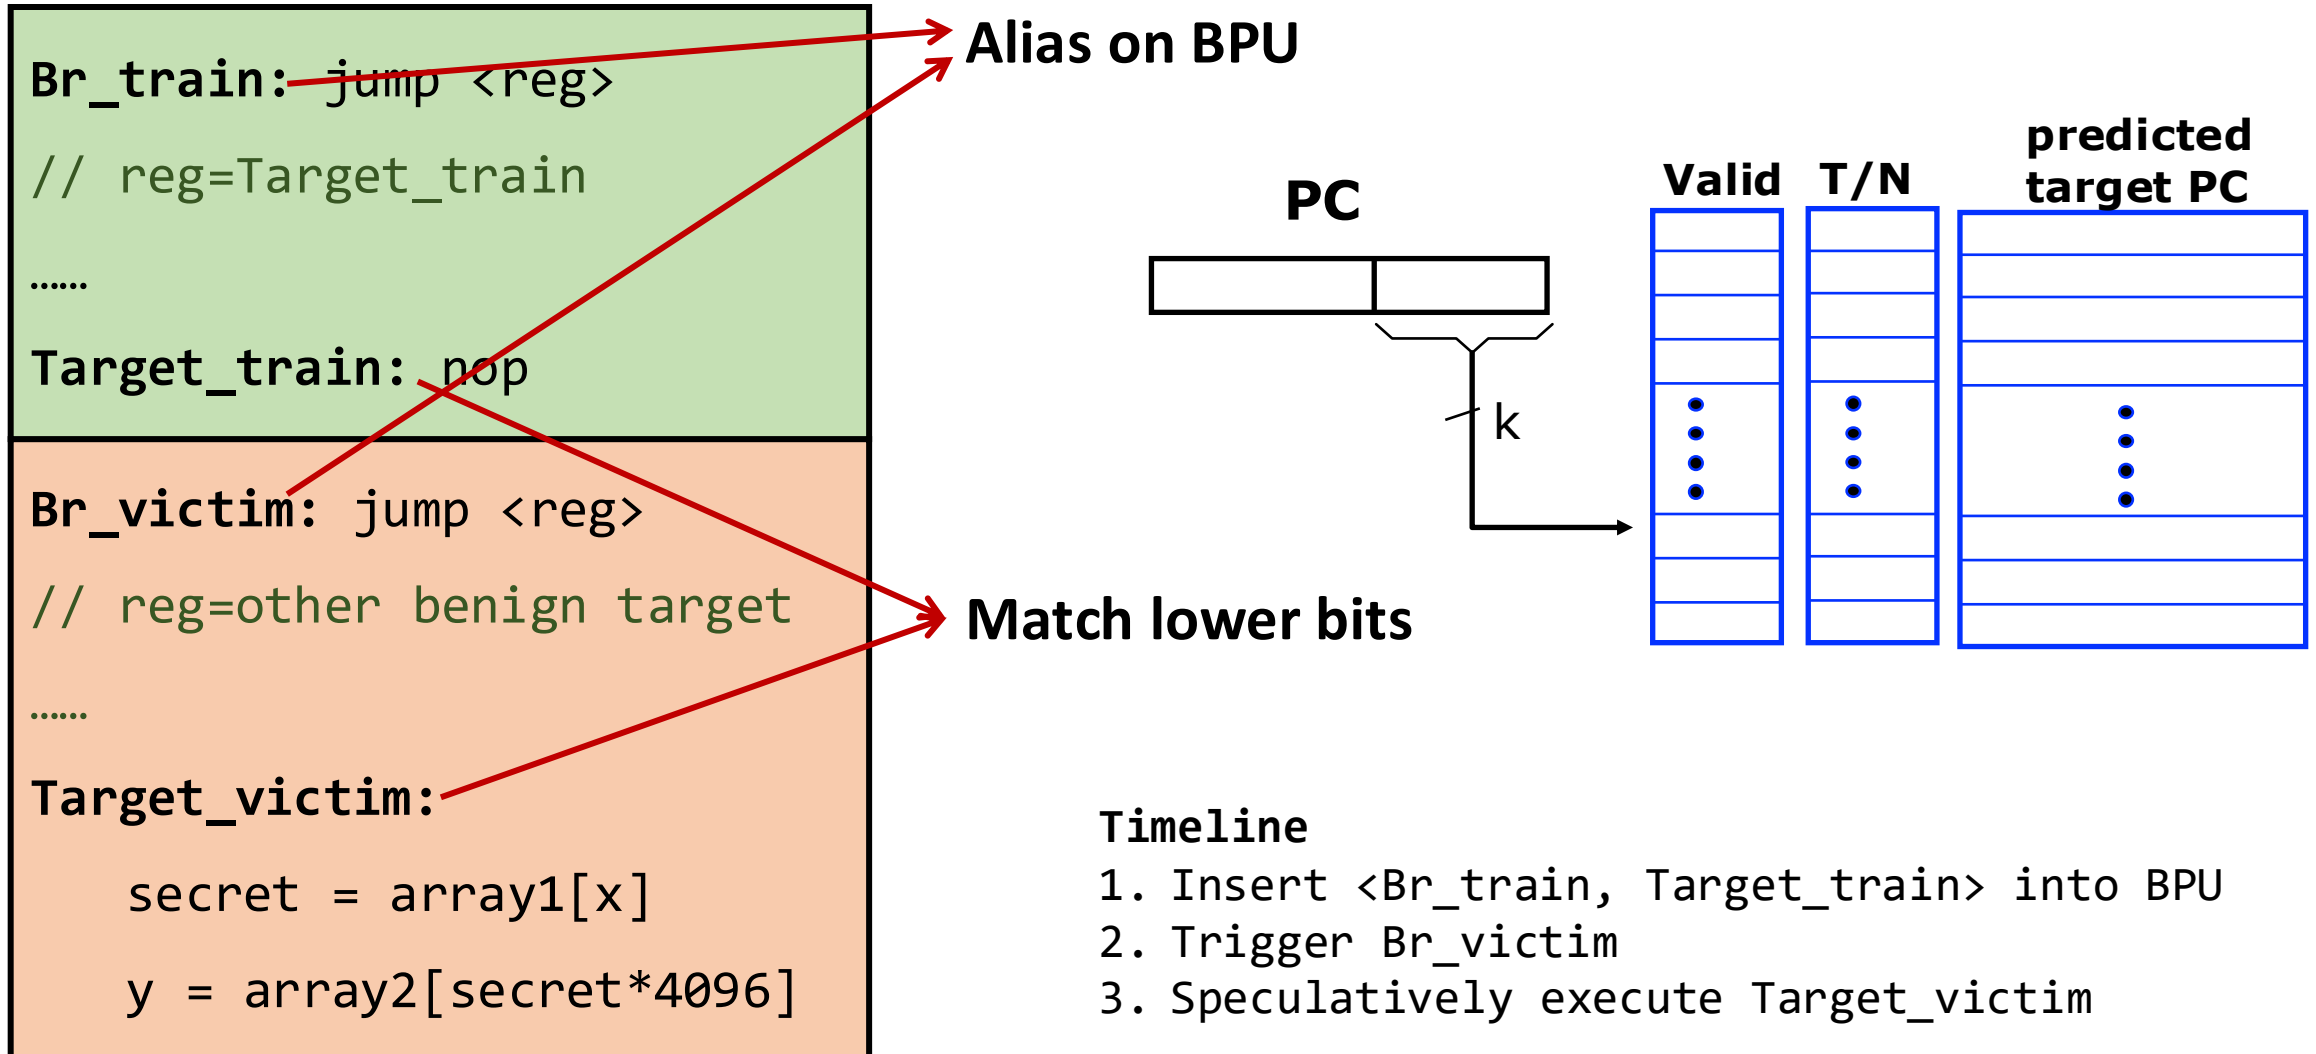 Br_train: jump <reg>
// reg=Target_train
……
Target_train: nop
Br_victim: jump <reg>
// reg=other benign target
……
Target_victim:
secret = array1[x]
y = array2[secret*4096]
Alias on BPU
Match lower bits
PC
k
Valid
T/N
predicted
target PC
Timeline
1. Insert <Br_train, Target_train> into BPU
2. Trigger Br_victim
3. Speculatively execute Target_victim